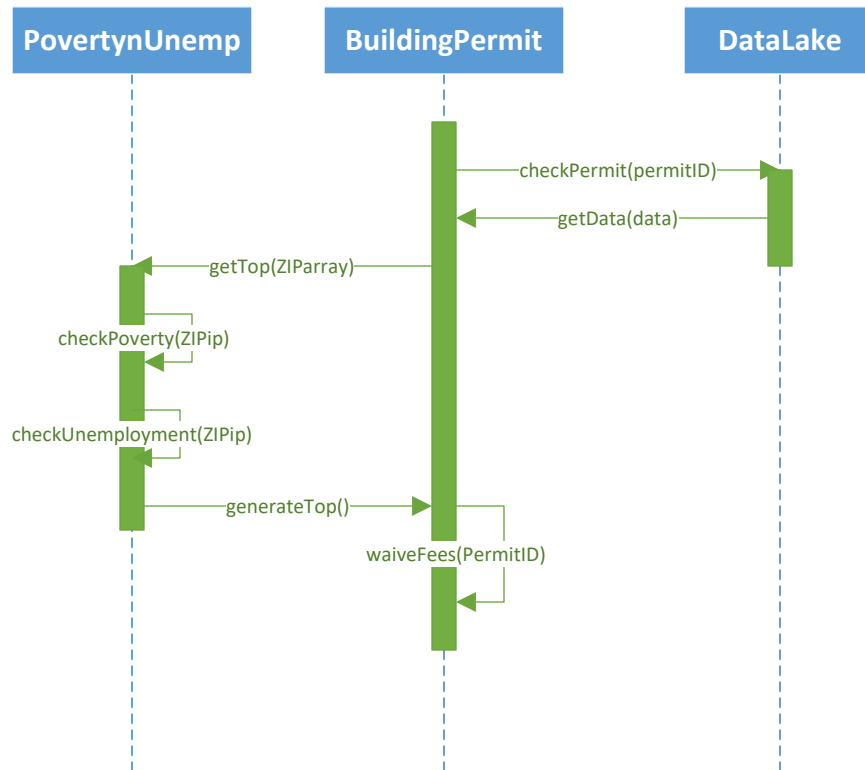 PovertynUnemp
BuildingPermit
DataLake
checkPermit(permitID)
getData(data)
getTop(ZIParray)
checkPoverty(ZIPip)
checkUnemployment(ZIPip)
generateTop()
waiveFees(PermitID)